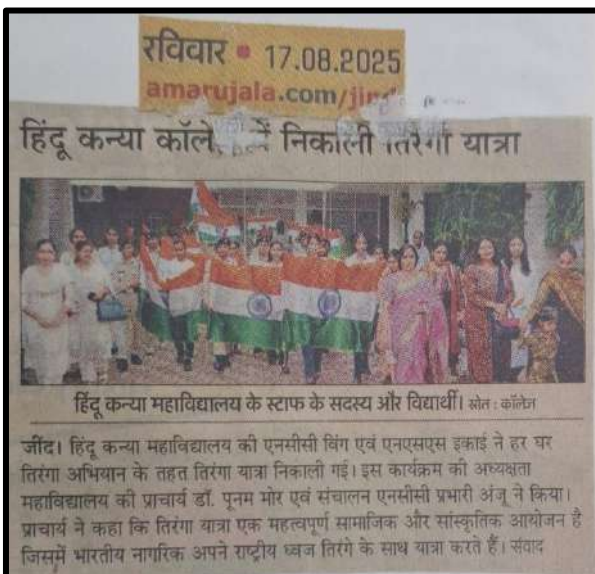 रविवार • 17.08.2025
amarujala.com/jind
हिंदू कन्या कॉले में निकाली तिरंगा यात्रा
हिंदू कन्या महाविद्यालय के स्टाफ के सदस्य और विद्यार्थी। स्रोत : कॉलेज
जींद। हिंदू कन्या महाविद्यालय की एनसीसी विंग एवं एनएसएस इकाई ने हर घर
तिरंगा अभियान के तहत तिरंगा यात्रा निकाली गई। इस कार्यक्रम की अध्यक्षता
महाविद्यालय की प्राचार्य डॉ. पूनम मोर एवं संचालन एनसीसी प्रभारी अंजू ने किया।
प्राचार्य ने कहा कि तिरंगा यात्रा एक महत्वपूर्ण सामाजिक और सांस्कृतिक आयोजन है
जिसमें भारतीय नागरिक अपने राष्ट्रीय ध्वज तिरंगे के साथ यात्रा करते हैं। संवाद